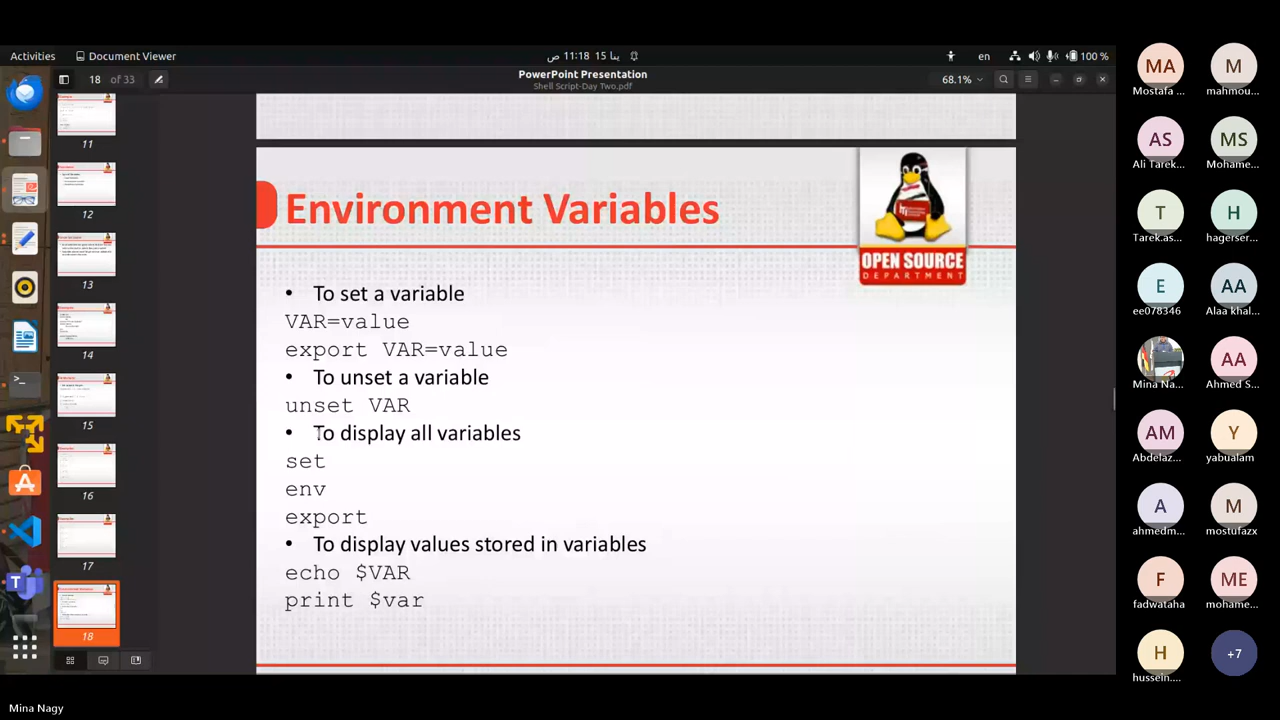 Activities
Document Viewer
ص 11:18 15 يناـ
en
100 %
18 of 33
PowerPoint Presentation
Shell Script-Day Two.pdf
68.1%
11
12
13
14
15
16
17
18
Environment Variables
OPEN SOURCE
DEPARTMENT
• To set a variable
VAR=value
export VAR=value
• To unset a variable
unset VAR
• To display all variables
set
env
export
• To display values stored in variables
echo $VAR
print $var
MA
Mostafa ...
M
mahmou...
AS
Ali Tarek...
MS
Mohame...
T
Tarek.as...
H
hagerser...
E
ee078346
AA
Alaa khal...
Mina Na...
AA
Ahmed S...
AM
Abdelaz...
Y
yabualam
A
ahmedm...
M
mostufazx
F
fadwataha
ME
mohame...
H
hussein....
+7
Mina Nagy